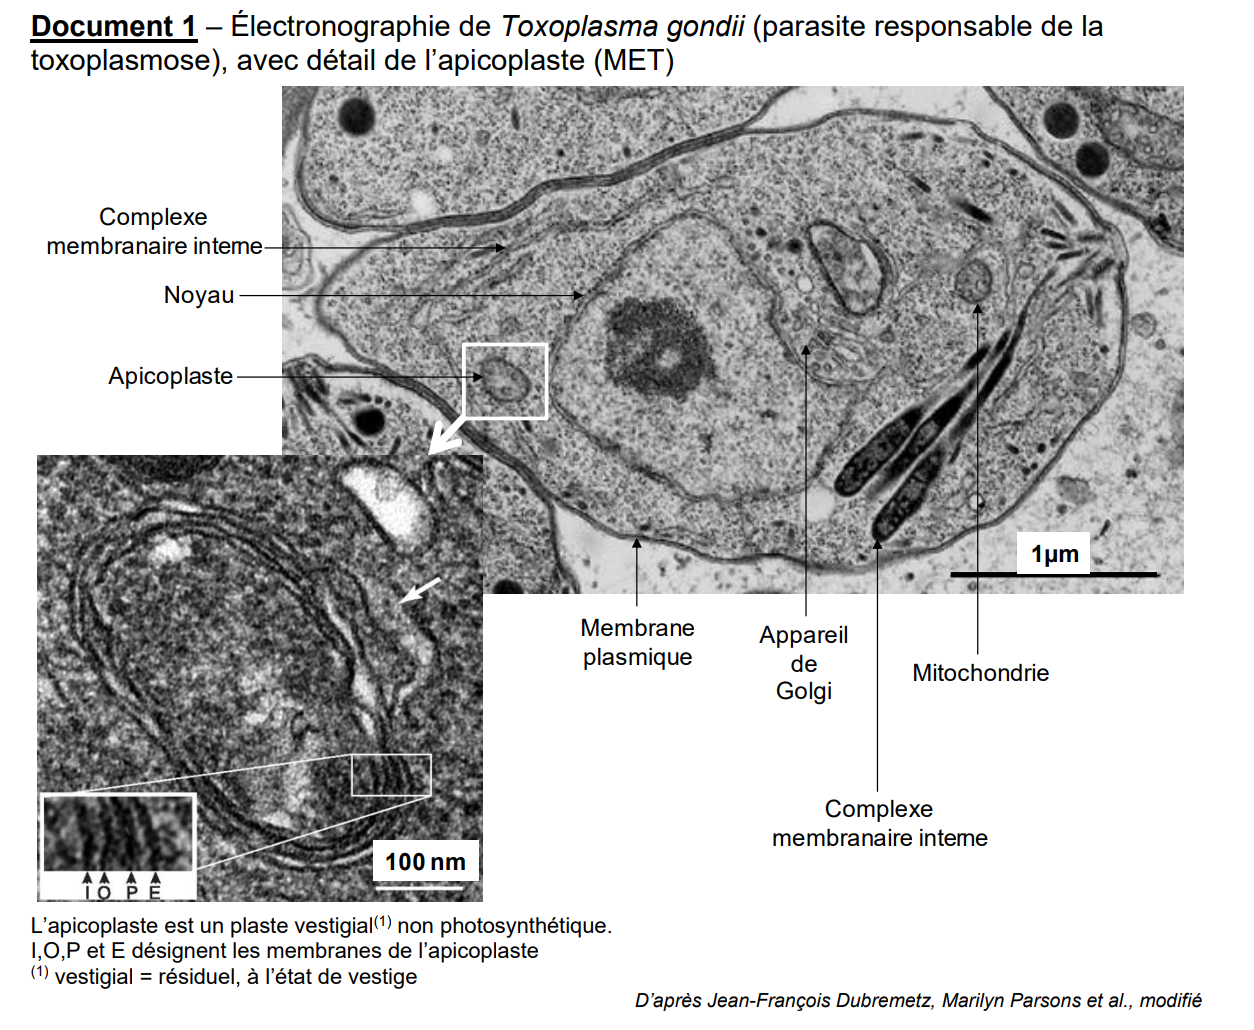 Document 1 – Électronographie de Toxoplasma gondii (parasite responsable de la
toxoplasmose), avec détail de l'apicoplaste (MET)
Complexe
membranaire interne
Noyau
Apicoplaste
1µm
Membrane
plasmique
Appareil
de
Golgi
Mitochondrie
Complexe
membranaire interne
100 nm
I O P E
L'apicoplaste est un plaste vestigial(1) non photosynthétique.
I,O,P et E désignent les membranes de l'apicoplaste
(1) vestigial = résiduel, à l'état de vestige
D'après Jean-François Dubremetz, Marilyn Parsons et al., modifié